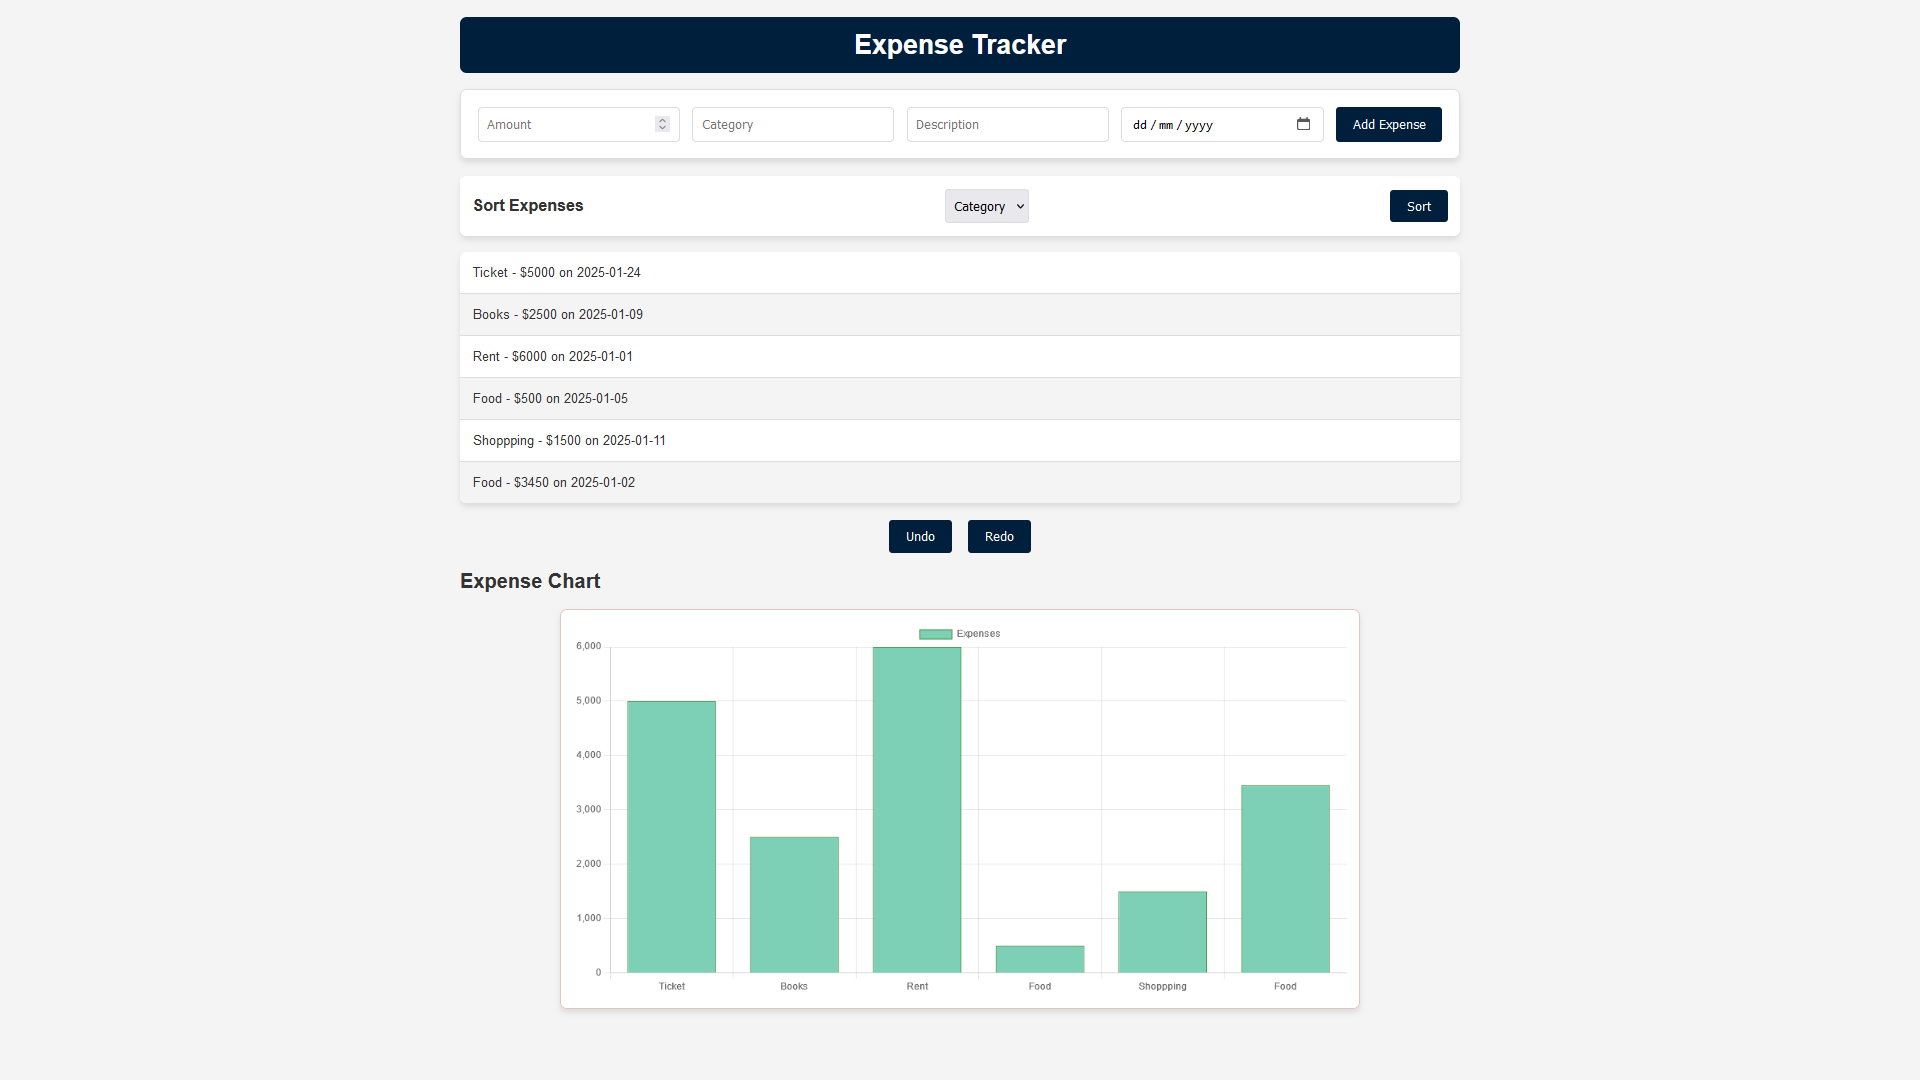 Expense Tracker
Amount
Category
Description
dd / mm / yyyy
Add Expense
Sort Expenses
Category
Sort
Ticket - $5000 on 2025-01-24
Books - $2500 on 2025-01-09
Rent - $6000 on 2025-01-01
Food - $500 on 2025-01-05
Shoppping - $1500 on 2025-01-11
Food - $3450 on 2025-01-02
Undo
Redo
Expense Chart
Expenses
6,000
5,000
4,000
3,000
2,000
1,000
0
Ticket
Books
Rent
Food
Shoppping
Food